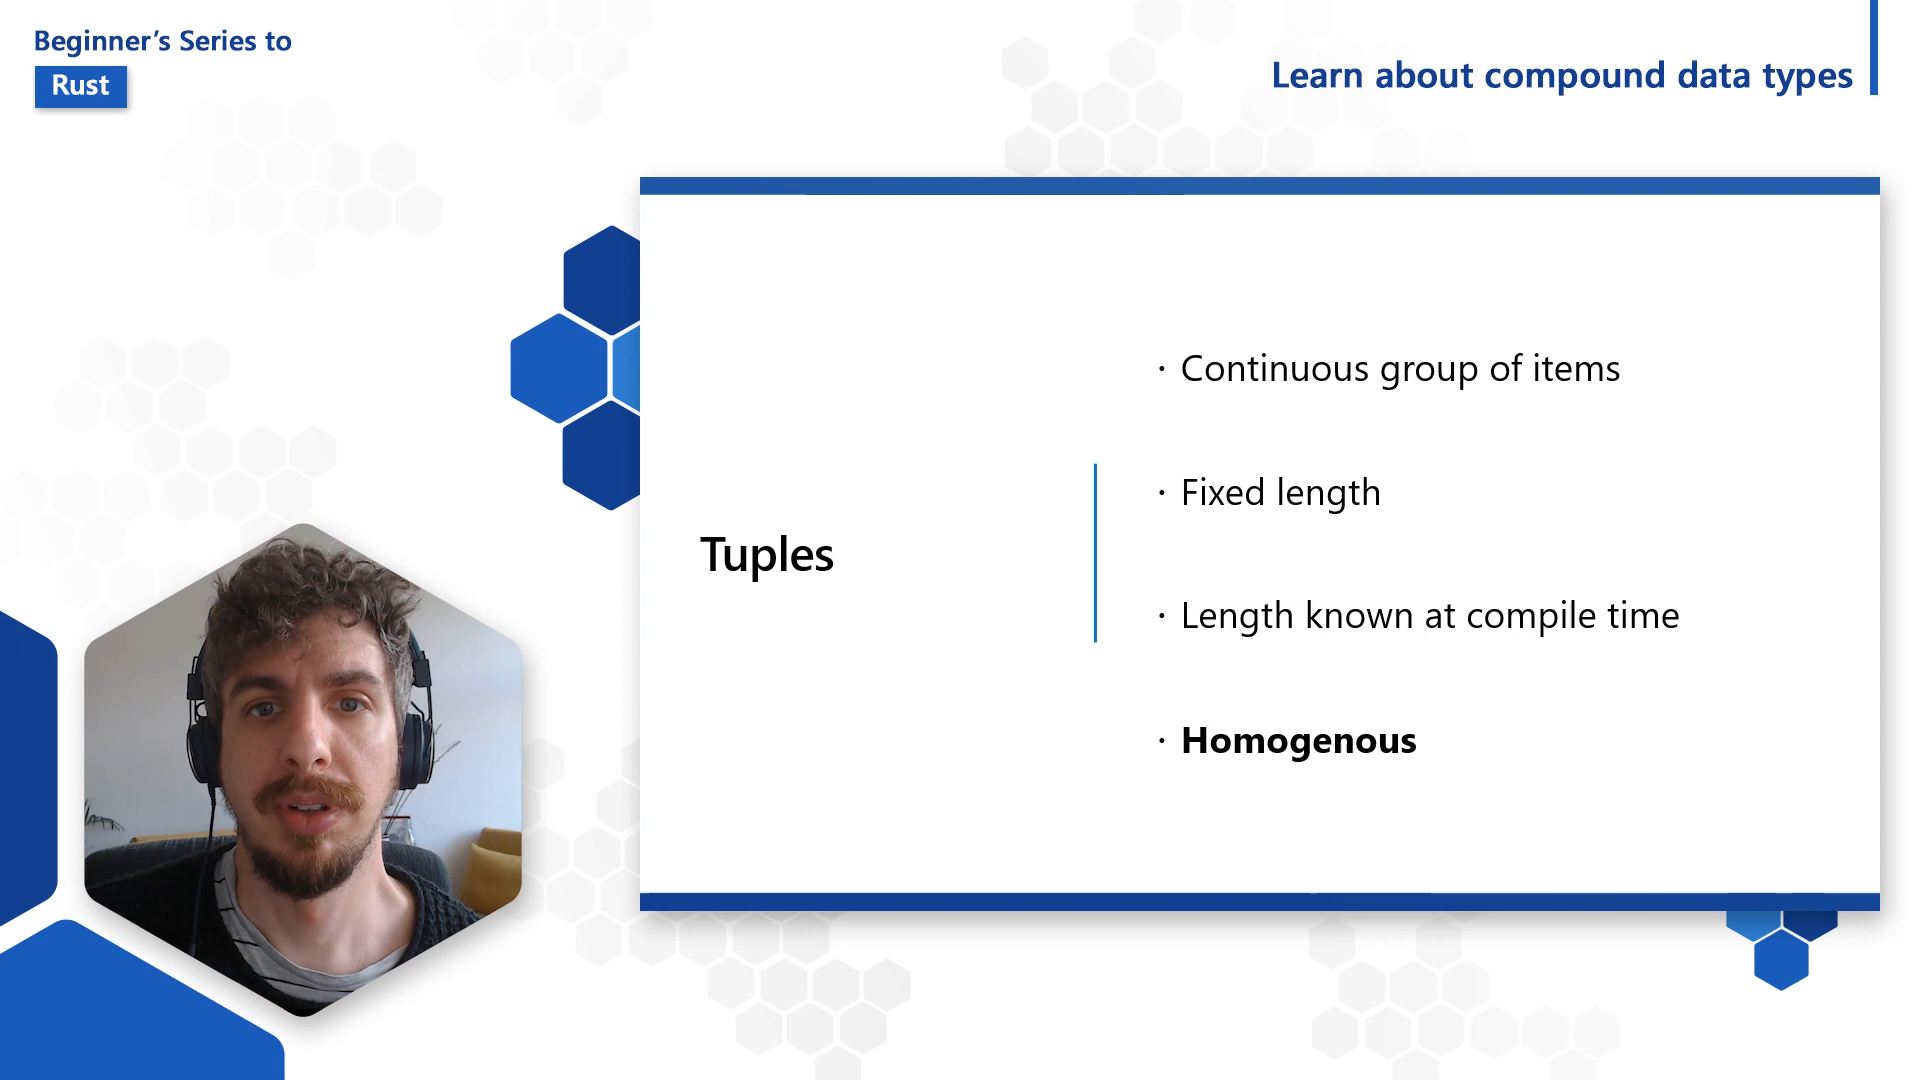 Beginner’s Series to
Rust
Learn about compound data types
Tuples
· Continuous group of items
· Fixed length
· Length known at compile time
· Homogenous